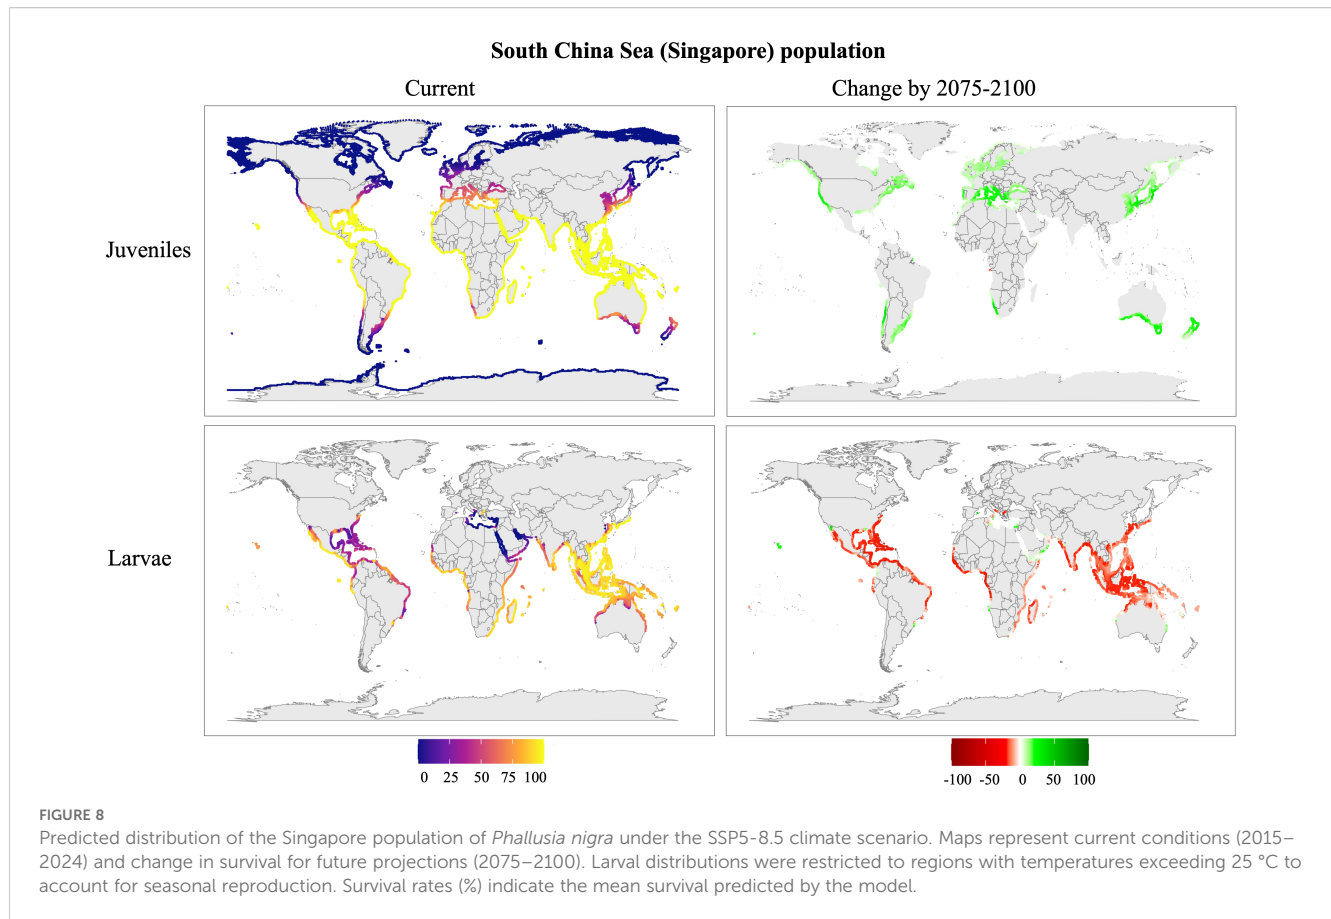 South China Sea (Singapore) population
Current
Change by 2075-2100
Juveniles
Larvae
0 25 50 75 100
-100 -50 0 50 100
FIGURE 8
Predicted distribution of the Singapore population of Phallusia nigra under the SSP5-8.5 climate scenario. Maps represent current conditions (2015–
2024) and change in survival for future projections (2075–2100). Larval distributions were restricted to regions with temperatures exceeding 25 °C to
account for seasonal reproduction. Survival rates (%) indicate the mean survival predicted by the model.